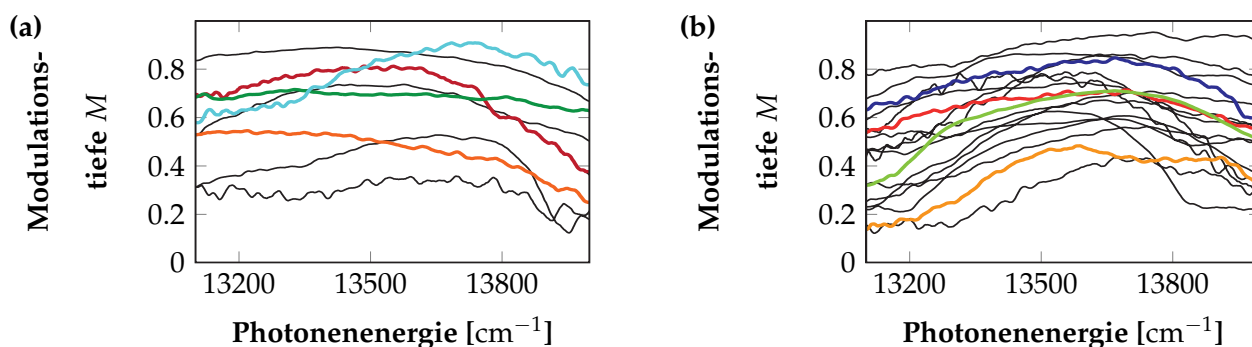 (a)
Modulations-
tiefe M
0.8
0.6
0.4
0.2
0
13200 13500 13800
Photonenenergie [cm−1]
(b)
Modulations-
tiefe M
0.8
0.6
0.4
0.2
0
13200 13500 13800
Photonenenergie [cm−1]